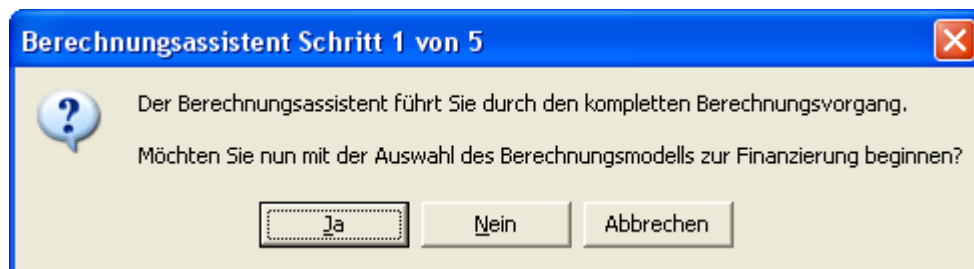 Berechnungsassistent Schritt 1 von 5
Der Berechnungsassistent führt Sie durch den kompletten Berechnungsvorgang.
Möchten Sie nun mit der Auswahl des Berechnungsmodells zur Finanzierung beginnen?
Ja Nein Abbrechen